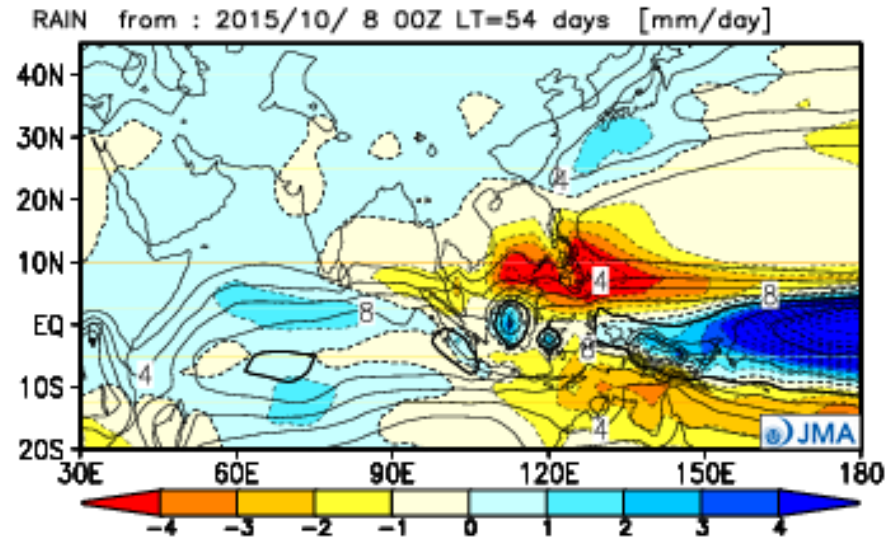 RAIN from : 2015/10/ 8 00Z LT=54 days [mm/day]
40N
30N
4
20N
10N
4
8
8
EQ
8
4
10S
4
JMA
20S
30E 60E 90E 120E 150E 180
-4 -3 -2 -1 0 1 2 3 4